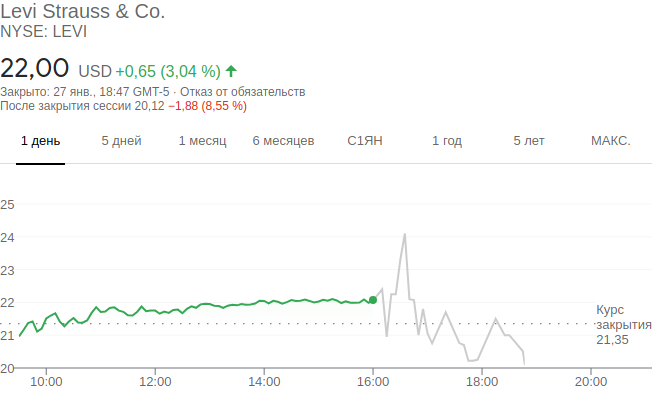 Levi Strauss & Co.
NYSE: LEVI
22,00 USD +0,65 (3,04 %)
Закрыто: 27 янв., 18:47 GMT-5 · Отказ от обязательств
После закрытия сессии 20,12 −1,88 (8,55 %)
1 день 5 дней 1 месяц 6 месяцев С1ЯН 1 год 5 лет МАКС.
25
24
23
22
21
20
Курс
закрытия
21,35
10:00 12:00 14:00 16:00 18:00 20:00